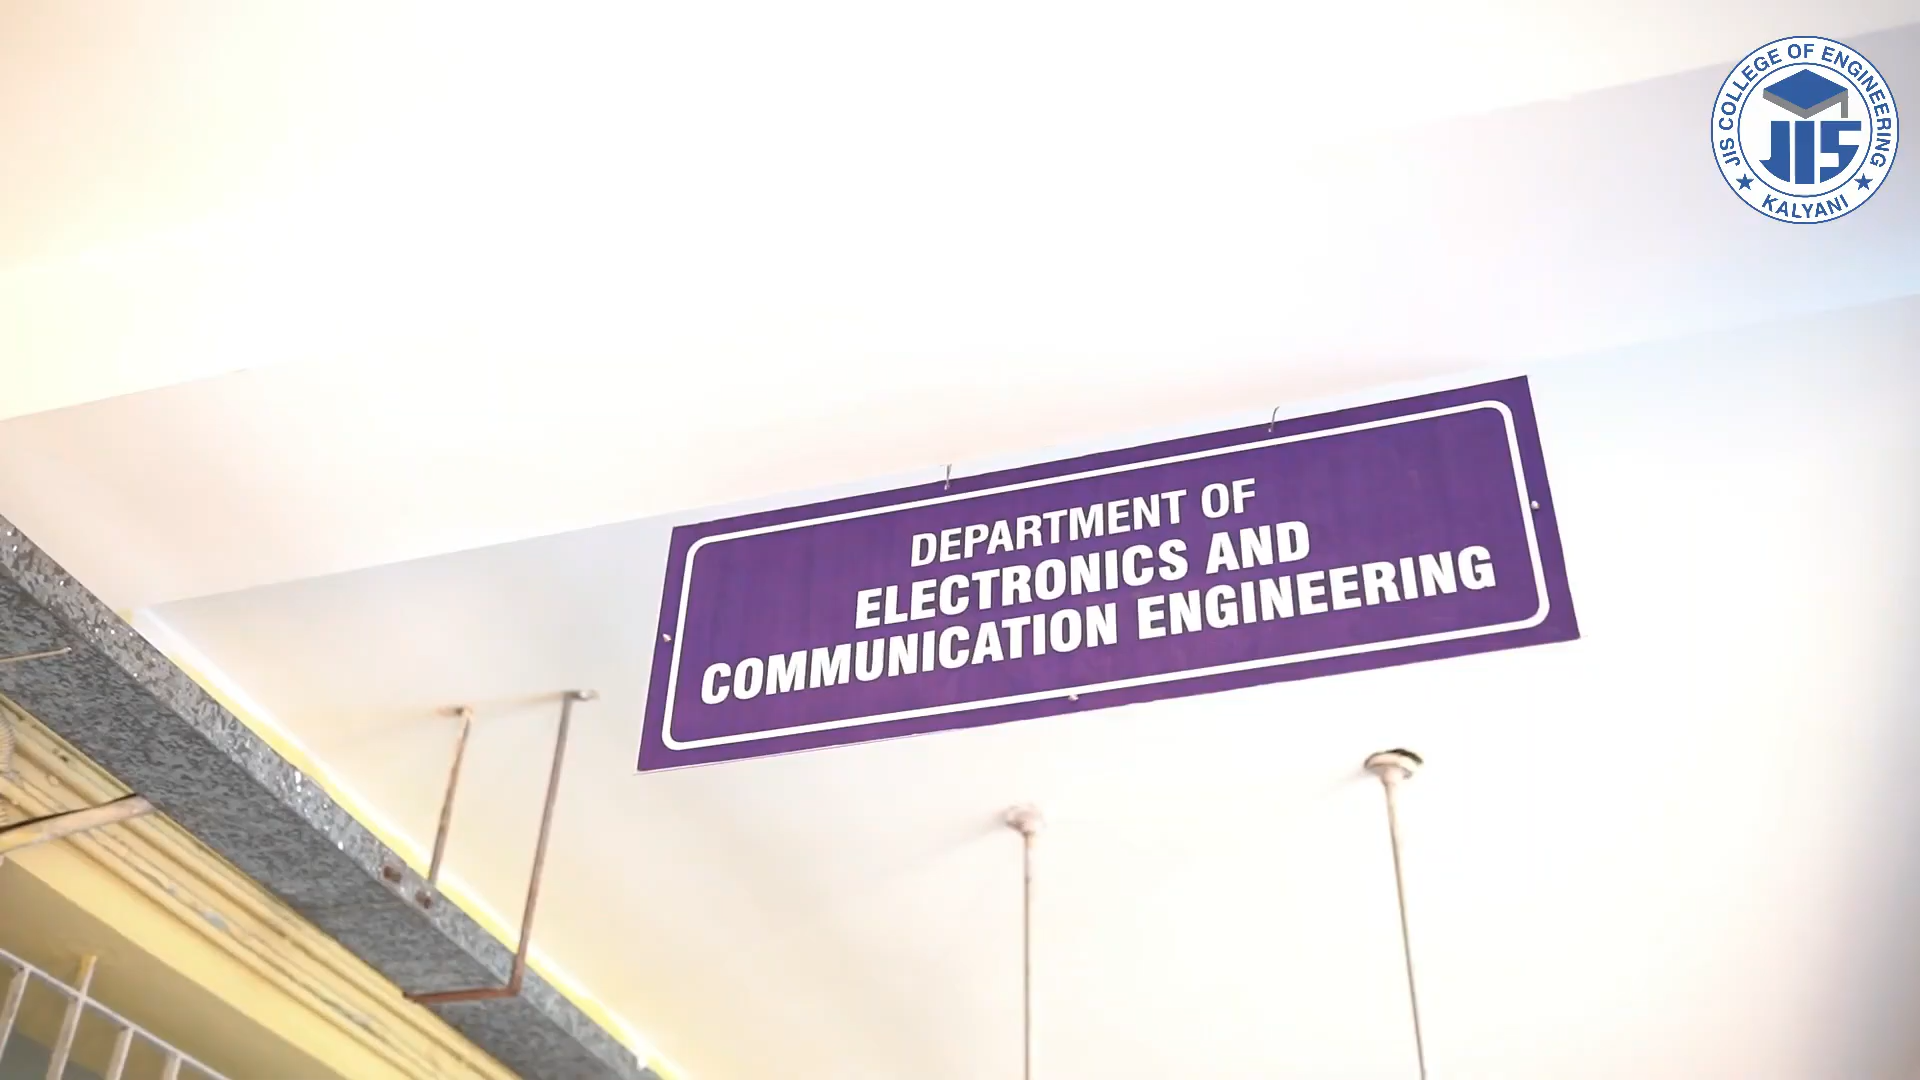 JIS COLLEGE OF ENGINEERING
JIS
★ KALYANI ★
DEPARTMENT OF
ELECTRONICS AND
COMMUNICATION ENGINEERING